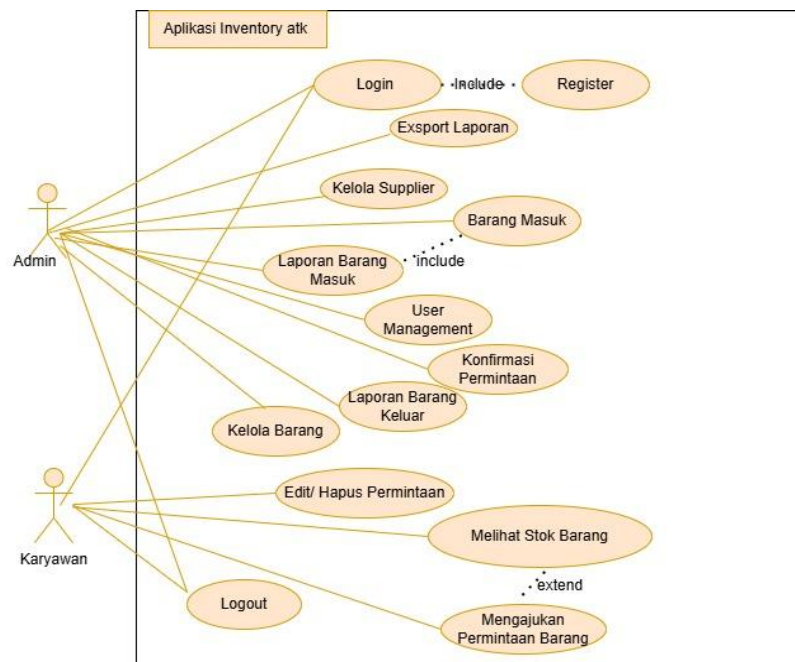 Aplikasi Inventory atk
Login
Include
Register
Exsport Laporan
Kelola Supplier
Barang Masuk
Admin
Laporan Barang
Masuk
include
User
Management
Konfirmasi
Permintaan
Laporan Barang
Keluar
Kelola Barang
Edit/ Hapus Permintaan
Melihat Stok Barang
Karyawan
extend
Logout
Mengajukan
Permintaan Barang